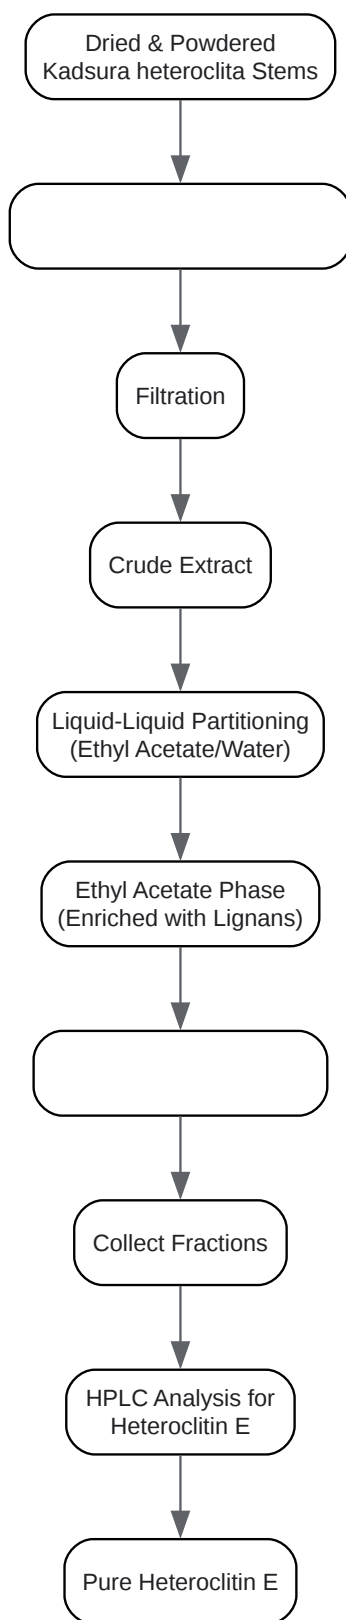 Dried & Powdered
Kadsura heteroclita Stems
Filtration
Crude Extract
Liquid-Liquid Partitioning
(Ethyl Acetate/Water)
Ethyl Acetate Phase
(Enriched with Lignans)
Collect Fractions
HPLC Analysis for
Heteroclitin E
Pure Heteroclitin E